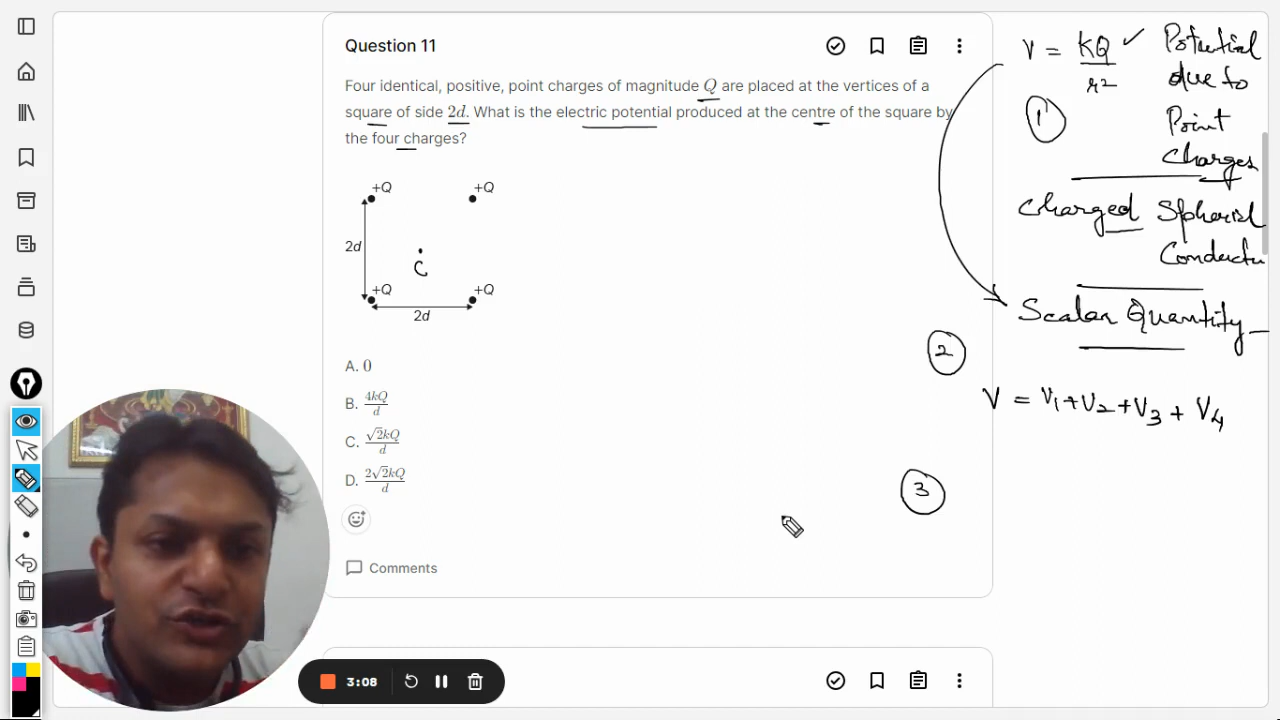 Question 11
Four identical, positive, point charges of magnitude Q are placed at the vertices of a
square of side 2d. What is the electric potential produced at the centre of the square by
the four charges?
+Q
+Q
2d
C
+Q
+Q
2d
A. 0
B. 4kQ/d
C. √2kQ/d
D. 2√2kQ/d
Comments
3:08
V = kQ/r² ✓
Potential
due to
Point
Charges
1
Charged Spherical
Conductor
Scalar Quantity –
2
V = V₁+V₂+V₃+V₄
3